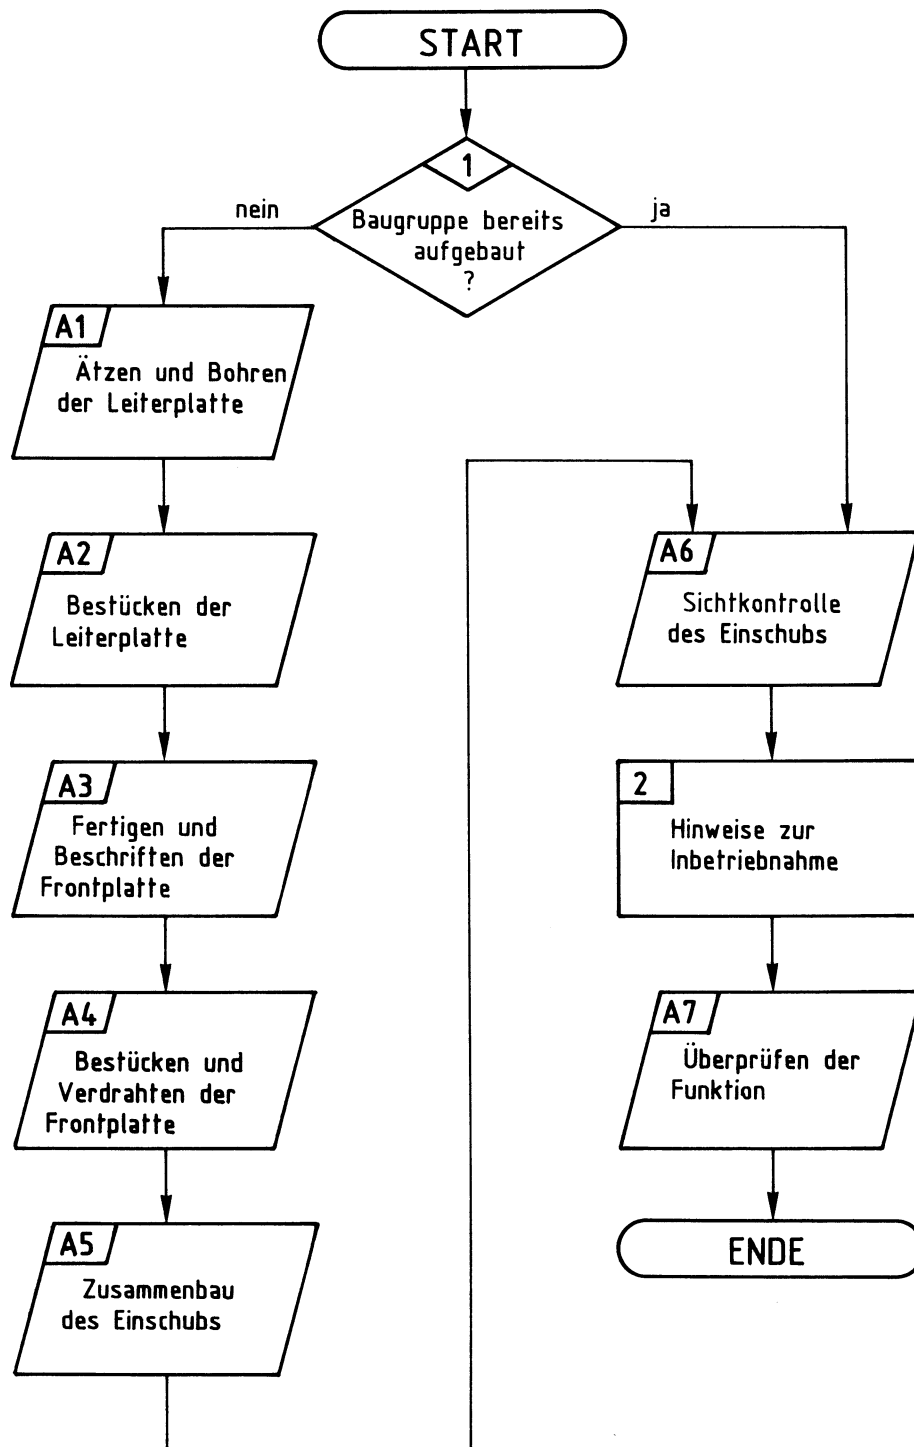 START
1
Baugruppe bereits
aufgebaut
?
nein
ja
A1
Ätzen und Bohren
der Leiterplatte
A2
Bestücken der
Leiterplatte
A3
Fertigen und
Beschriften der
Frontplatte
A4
Bestücken und
Verdrahten der
Frontplatte
A5
Zusammenbau
des Einschubs
A6
Sichtkontrolle
des Einschubs
2
Hinweise zur
Inbetriebnahme
A7
Überprüfen der
Funktion
ENDE